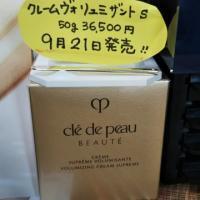 クレームヴォリュミザント S
50g 36,500円
9月21日発売!!
clé de peau
BEAUTÉ
CRÈME
SUPRÊME VOLUMISANTE
VOLUMIZING CREAM SUPREME